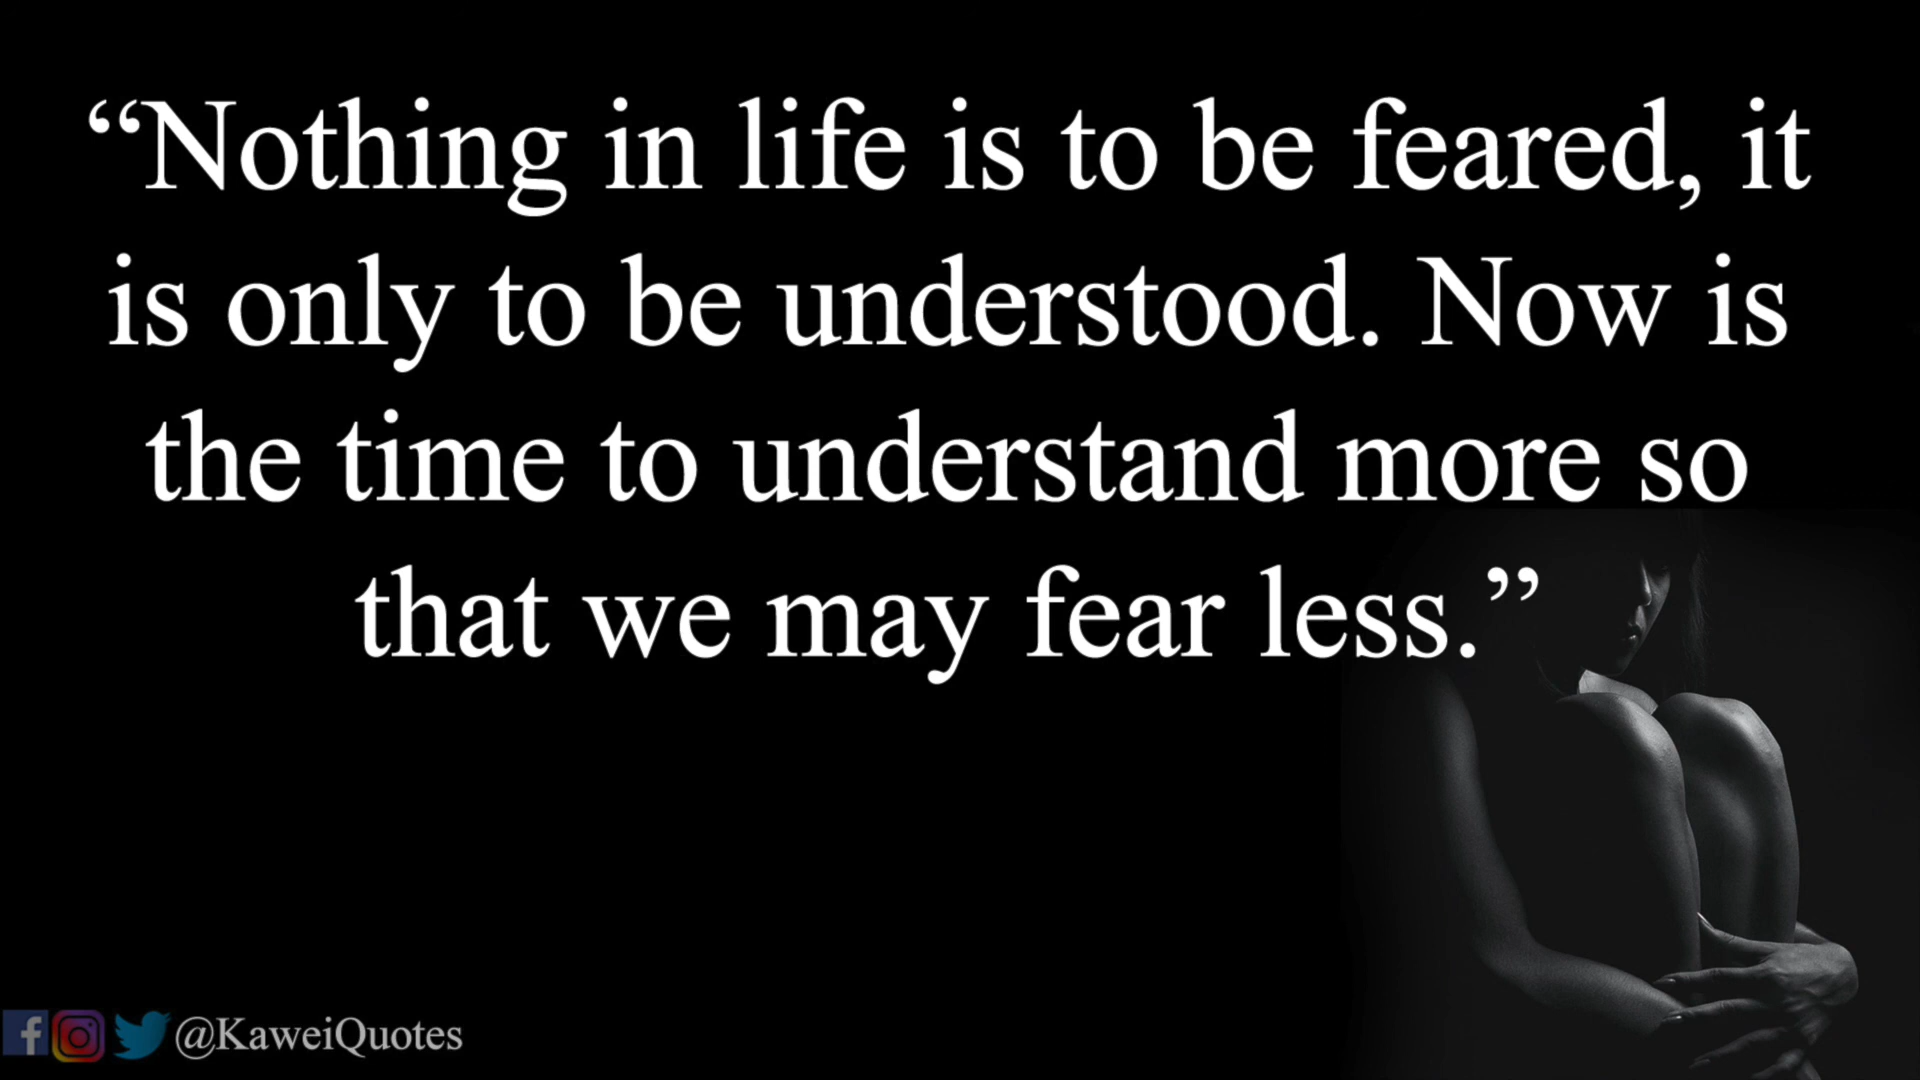 “Nothing in life is to be feared, it
is only to be understood. Now is
the time to understand more so
that we may fear less.”
@KaweiQuotes